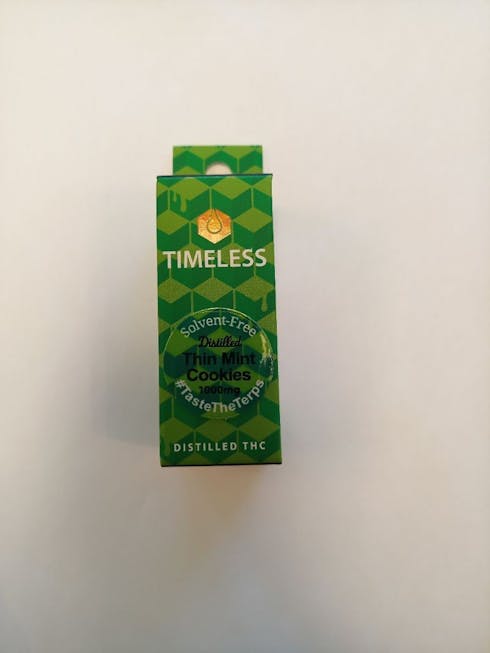 TIMELESS
Solvent-Free
Distilled
Thin Mint
Cookies
1000mg
#TasteTheTerps
DISTILLED THC